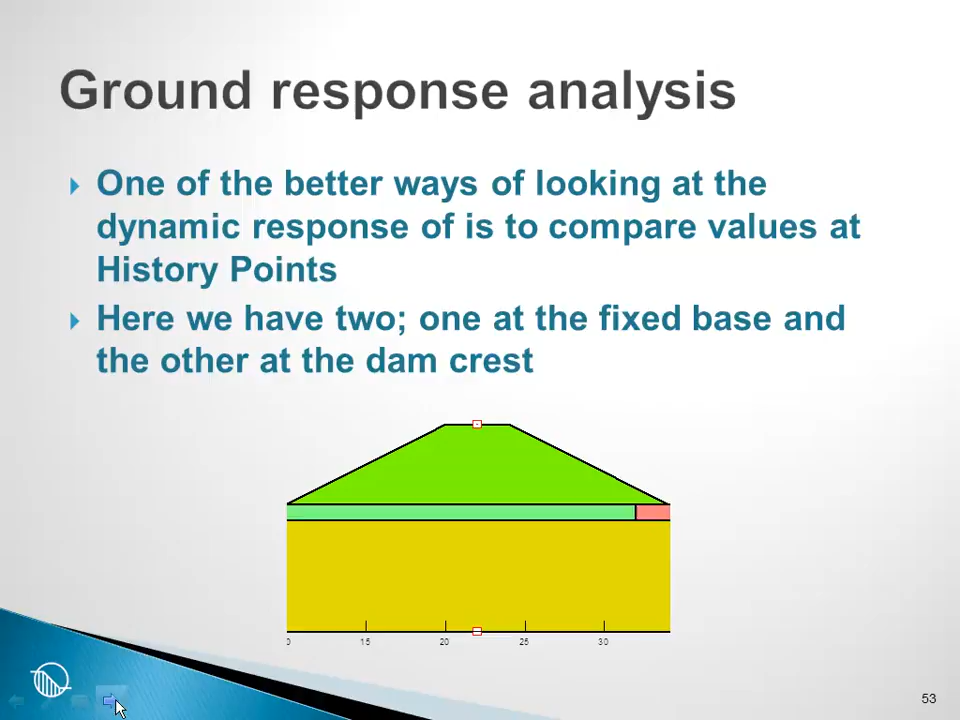 Ground response analysis
One of the better ways of looking at the
dynamic response of is to compare values at
History Points
Here we have two; one at the fixed base and
the other at the dam crest
0 15 20 25 30
53